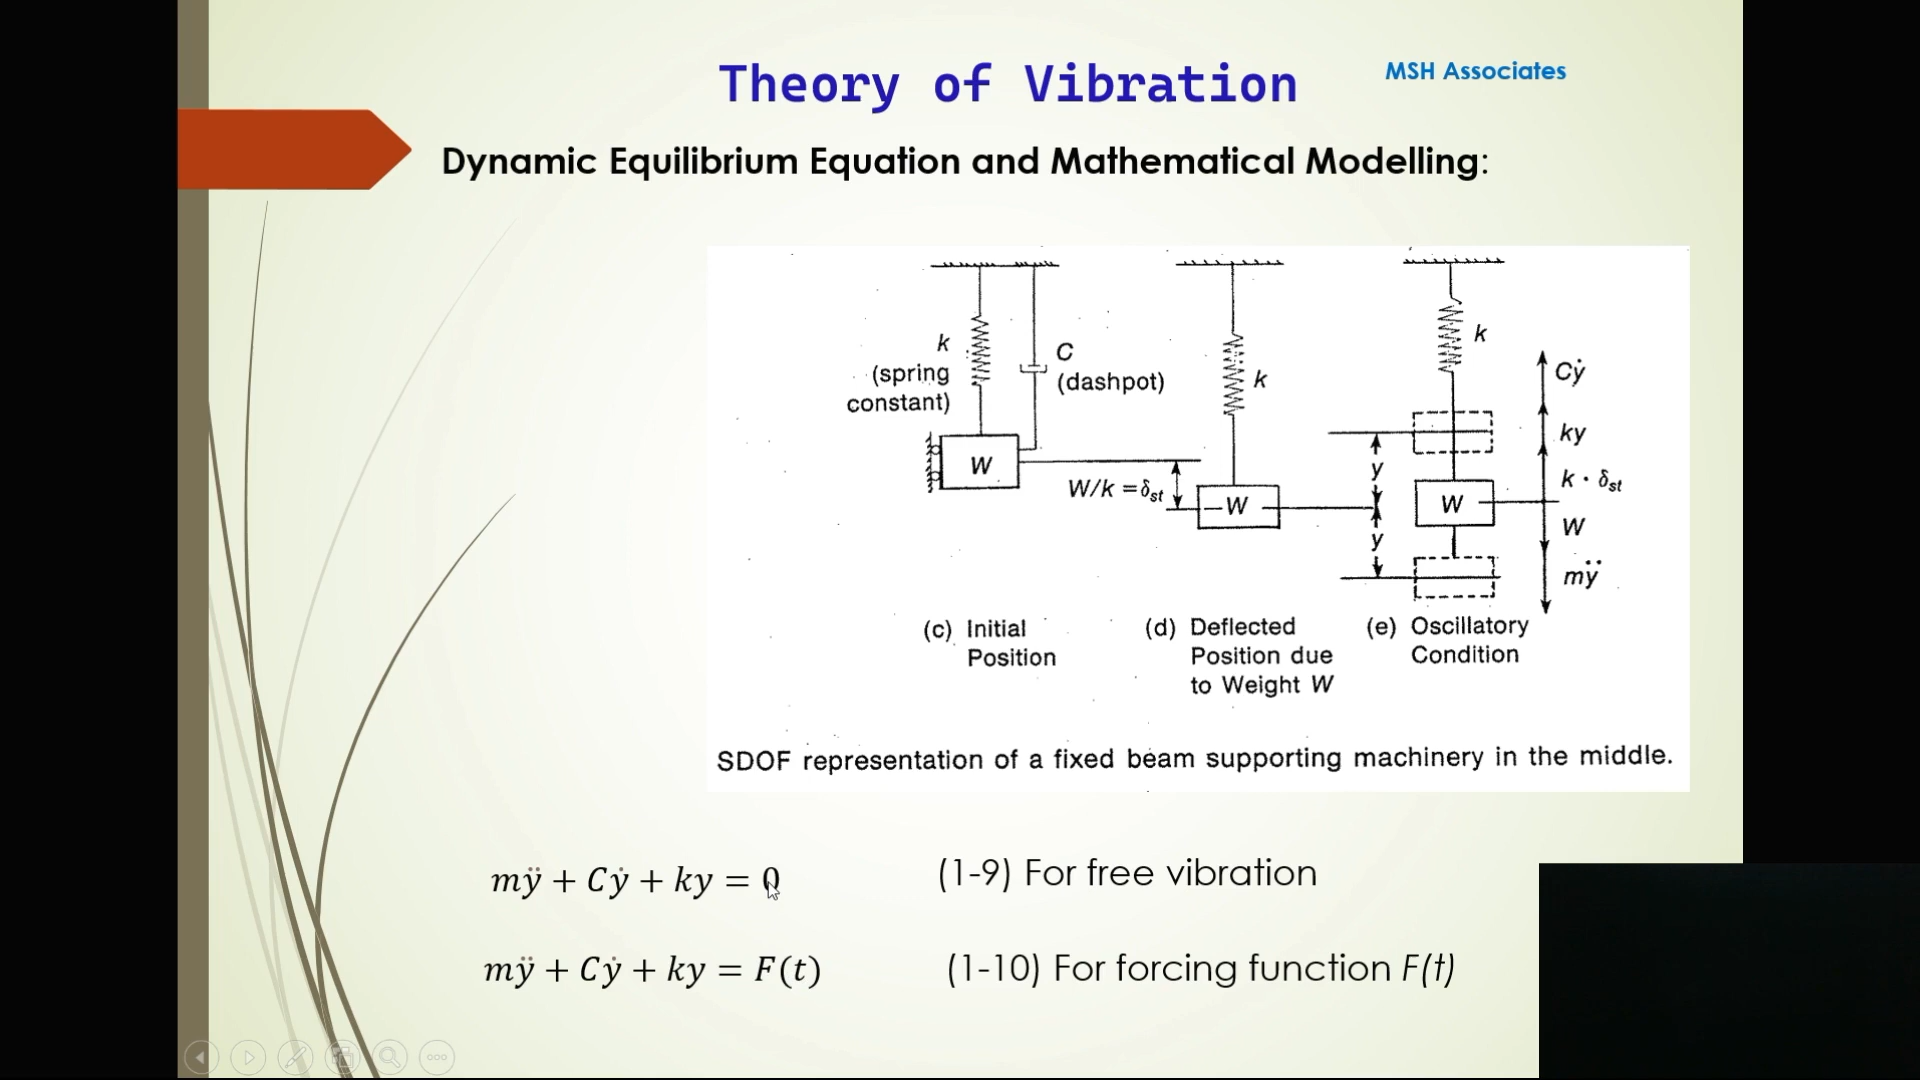 Theory of Vibration
MSH Associates
Dynamic Equilibrium Equation and Mathematical Modelling:
k
(spring
constant)
C
(dashpot)
W
W/k = δst
k
W
k
y
y
W
Cẏ
ky
k · δst
W
mÿ
(c) Initial
Position
(d) Deflected
Position due
to Weight W
(e) Oscillatory
Condition
SDOF representation of a fixed beam supporting machinery in the middle.
mÿ + Cẏ + ky = 0 (1-9) For free vibration
mÿ + Cẏ + ky = F(t) (1-10) For forcing function F(t)